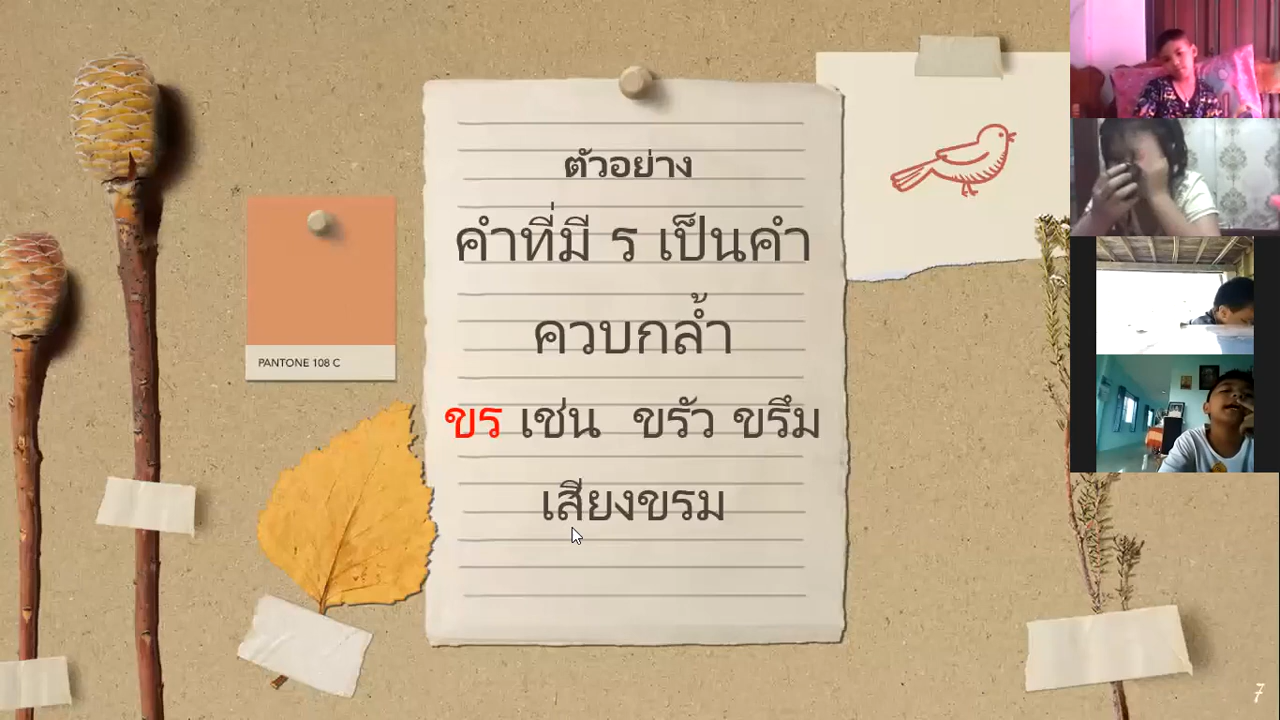 ตัวอย่าง
คำที่มี ร เป็นคำ
ควบกล้ำ
ขร เช่น ขรัว ขรึม
เสียงขรม
PANTONE 108 C
7